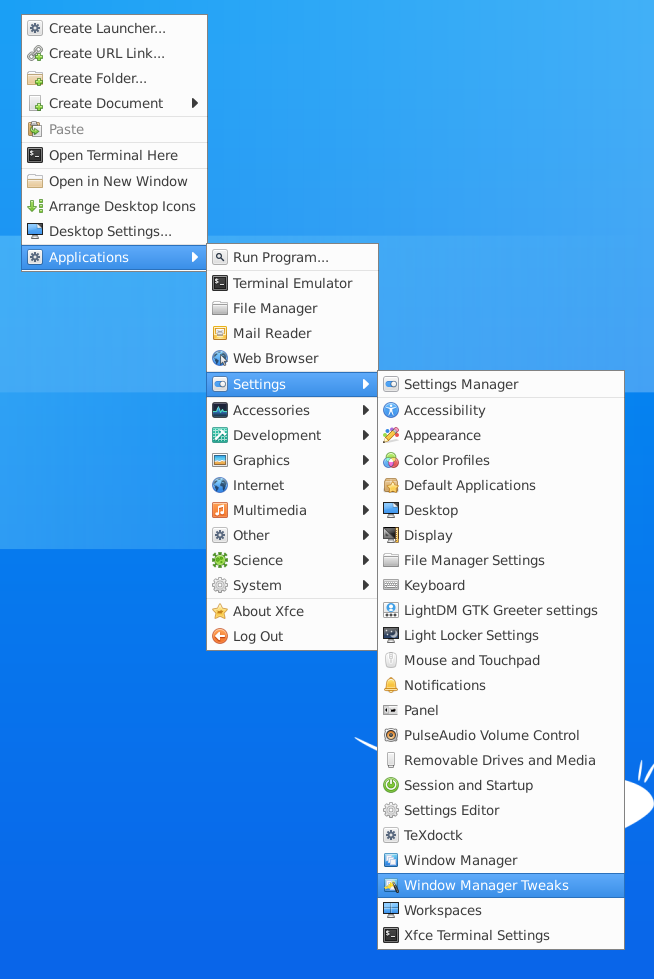 Create Launcher...
Create URL Link...
Create Folder...
Create Document
Paste
Open Terminal Here
Open in New Window
Arrange Desktop Icons
Desktop Settings...
Applications
Run Program...
Terminal Emulator
File Manager
Mail Reader
Web Browser
Settings
Accessories
Development
Graphics
Internet
Multimedia
Other
Science
System
About Xfce
Log Out
Settings Manager
Accessibility
Appearance
Color Profiles
Default Applications
Desktop
Display
File Manager Settings
Keyboard
LightDM GTK Greeter settings
Light Locker Settings
Mouse and Touchpad
Notifications
Panel
PulseAudio Volume Control
Removable Drives and Media
Session and Startup
Settings Editor
TeXdoctk
Window Manager
Window Manager Tweaks
Workspaces
Xfce Terminal Settings